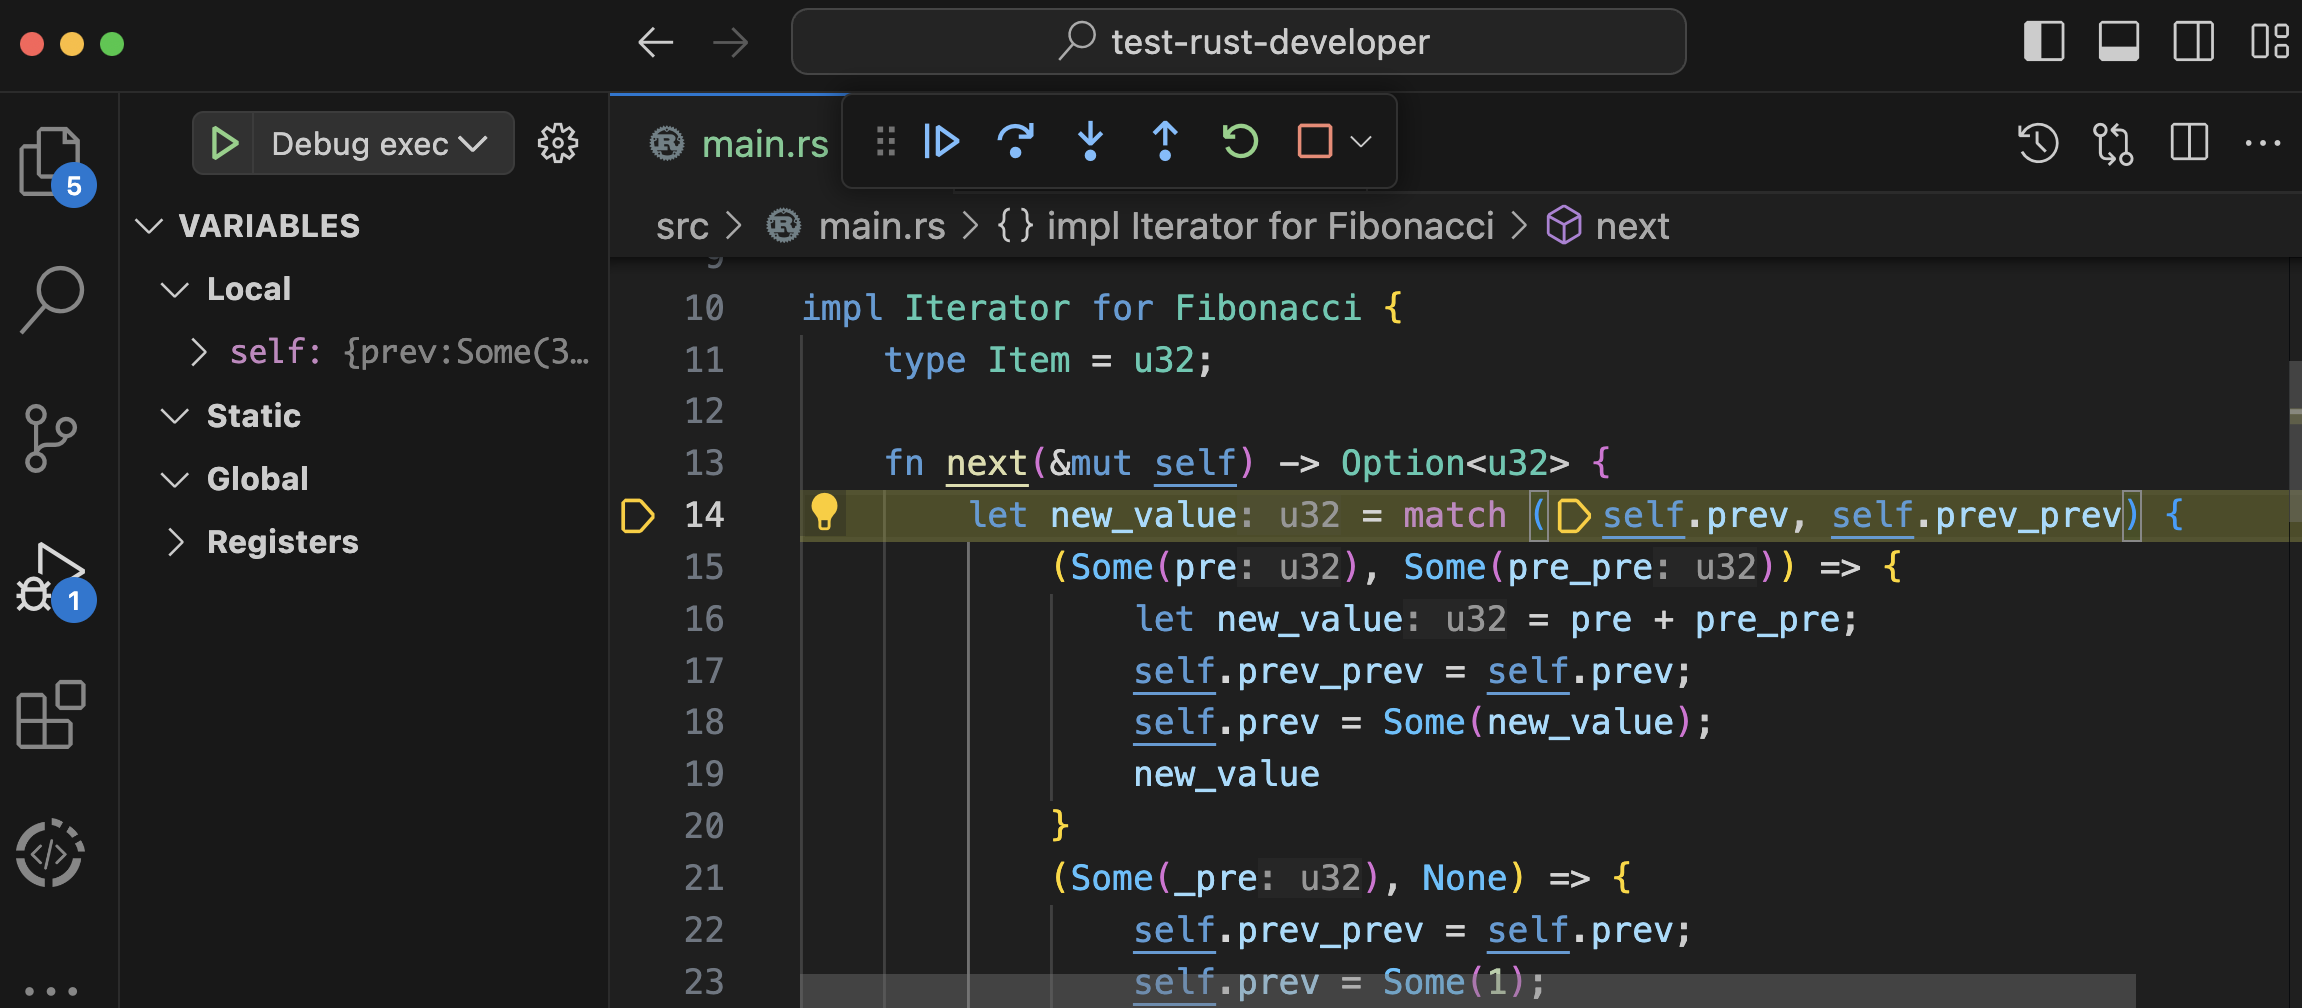 test-rust-developer
5
Debug exec
main.rs
VARIABLES
Local
self: {prev:Some(3…
Static
Global
Registers
1
src > main.rs > {} impl Iterator for Fibonacci > next
9
10 impl Iterator for Fibonacci {
11 type Item = u32;
12
13 fn next(&mut self) -> Option<u32> {
14 let new_value: u32 = match (self.prev, self.prev_prev) {
15 (Some(pre: u32), Some(pre_pre: u32)) => {
16 let new_value: u32 = pre + pre_pre;
17 self.prev_prev = self.prev;
18 self.prev = Some(new_value);
19 new_value
20 }
21 (Some(_pre: u32), None) => {
22 self.prev_prev = self.prev;
23 self.prev = Some(1);